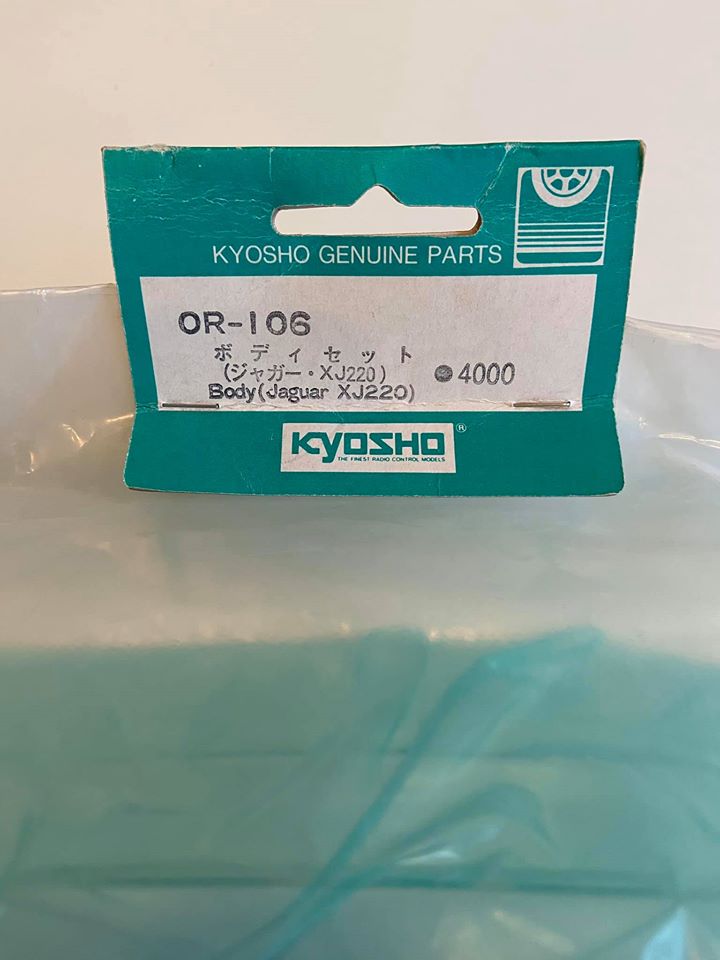 KYOSHO GENUINE PARTS
OR-106
ボディセット
(ジャガー・XJ220)
●4000
Body(Jaguar XJ220)
KYOSHO®
THE FINEST RADIO CONTROL MODELS